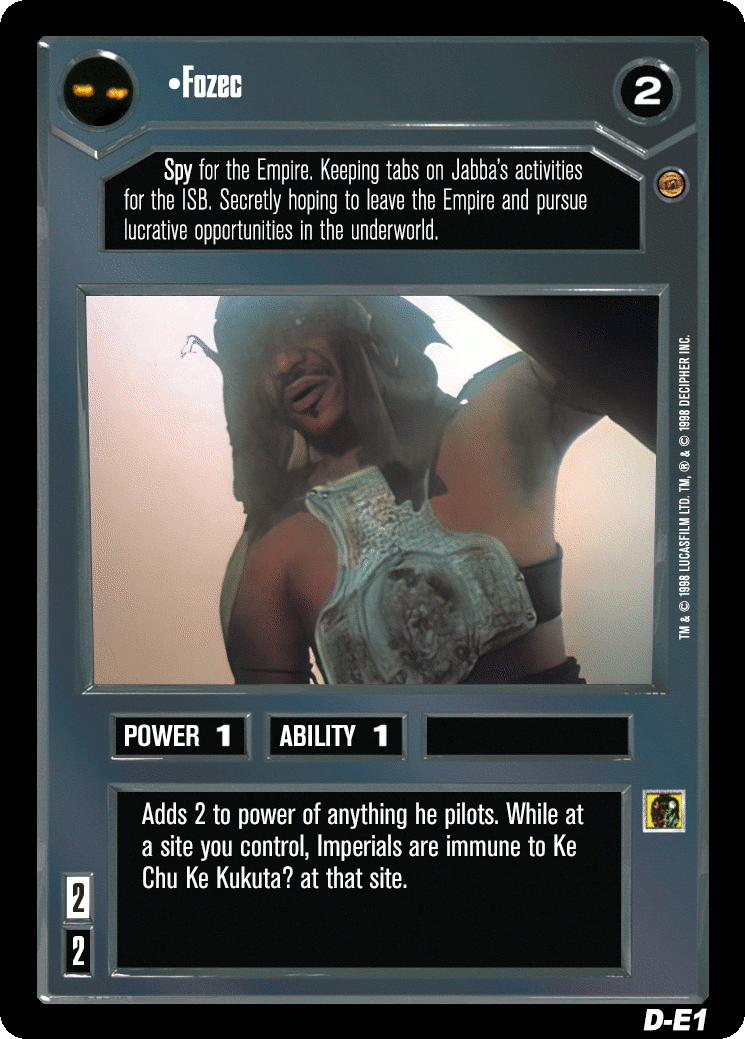 •Fozec
2
Spy for the Empire. Keeping tabs on Jabba's activities
for the ISB. Secretly hoping to leave the Empire and pursue
lucrative opportunities in the underworld.
TM & © 1998 LUCASFILM LTD. TM, ® & © 1998 DECIPHER INC.
POWER 1
ABILITY 1
Adds 2 to power of anything he pilots. While at
a site you control, Imperials are immune to Ke
Chu Ke Kukuta? at that site.
2
2
D-E1